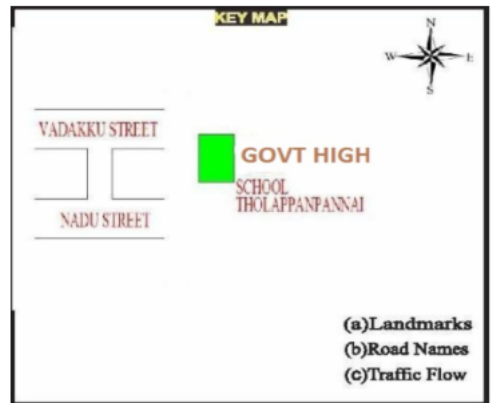 KEY MAP
N
W E
S
VADAKKU STREET
GOVT HIGH
SCHOOL
THOLAPPANPANNAI
NADU STREET
(a)Landmarks
(b)Road Names
(c)Traffic Flow